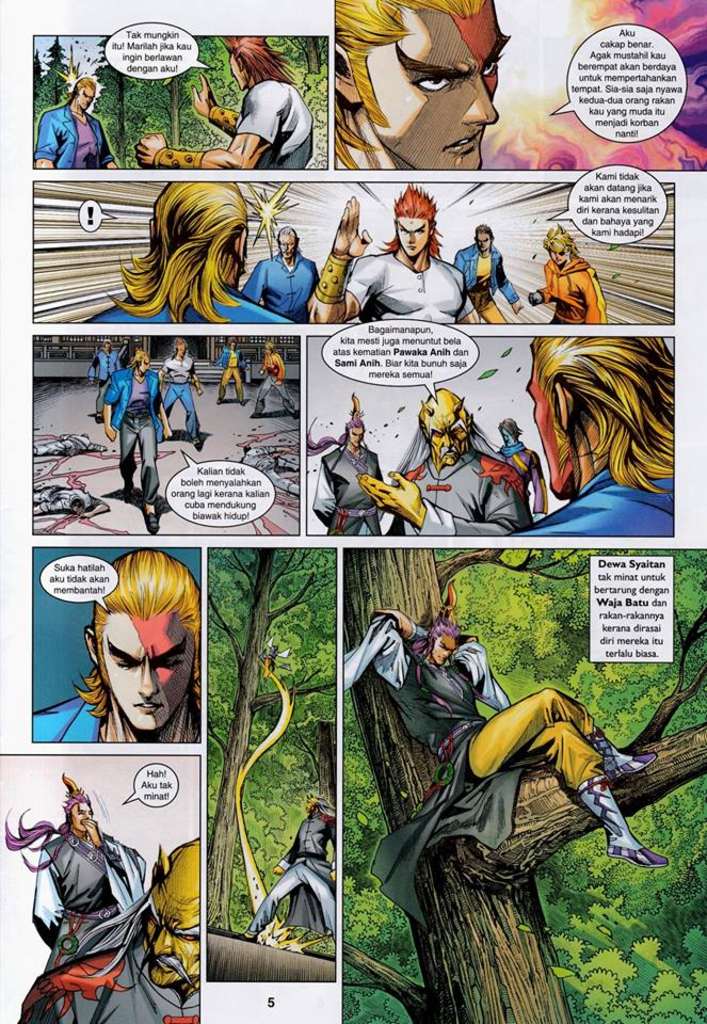 Tak mungkin
itu! Marilah jika kau
ingin berlawan
dengan aku!
Aku
cakap benar.
Agak mustahil kau
berempat akan berdaya
untuk mempertahankan
tempat. Sia-sia saja nyawa
kedua-dua orang rakan
kau yang muda itu
menjadi korban
nanti!
!
Kami tidak
akan datang jika
kami akan menarik
diri kerana kesulitan
dan bahaya yang
kami hadapi!
Kalian tidak
boleh menyalahkan
orang lagi kerana kalian
cuba mendukung
biawak hidup!
Bagaimanapun,
kita mesti juga menuntut bela
atas kematian Pawaka Anih dan
Sami Anih. Biar kita bunuh saja
mereka semua!
Suka hatilah
aku tidak akan
membantah!
Hah!
Aku tak
minat!
Dewa Syaitan
tak minat untuk
bertarung dengan
Waja Batu dan
rakan-rakannya
kerana dirasai
diri mereka itu
terlalu biasa.
5